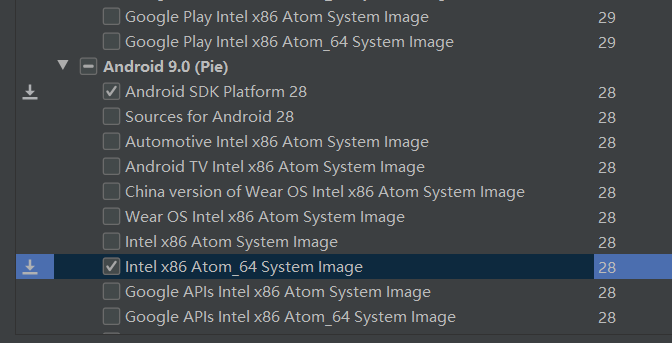 Google Play Intel x86 Atom System Image 29
Google Play Intel x86 Atom_64 System Image 29
Android 9.0 (Pie)
Android SDK Platform 28 28
Sources for Android 28 28
Automotive Intel x86 Atom System Image 28
Android TV Intel x86 Atom System Image 28
China version of Wear OS Intel x86 Atom System Image 28
Wear OS Intel x86 Atom System Image 28
Intel x86 Atom System Image 28
Intel x86 Atom_64 System Image 28
Google APIs Intel x86 Atom System Image 28
Google APIs Intel x86 Atom_64 System Image 28